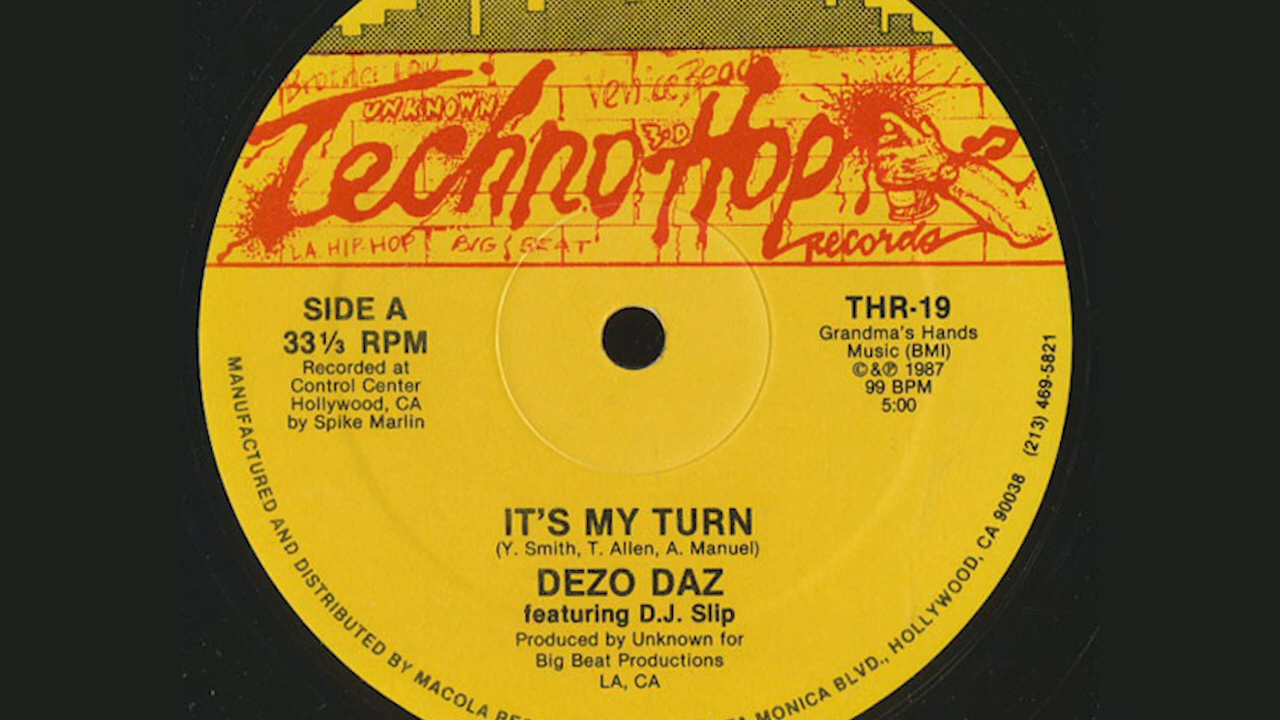 Venice Beach
UNKNOWN
Techno Hop
3-D
records
L.A. HIP HOP BIG BEAT
SIDE A
33⅓ RPM
Recorded at
Control Center
Hollywood, CA
by Spike Marlin
THR-19
Grandma's Hands
Music (BMI)
©&℗ 1987
99 BPM
5:00
IT'S MY TURN
(Y. Smith, T. Allen, A. Manuel)
DEZO DAZ
featuring D.J. Slip
Produced by Unknown for
Big Beat Productions
LA, CA
MANUFACTURED AND DISTRIBUTED BY MACOLA MONICA BLVD., HOLLYWOOD, CA 90038 (213) 469-5821